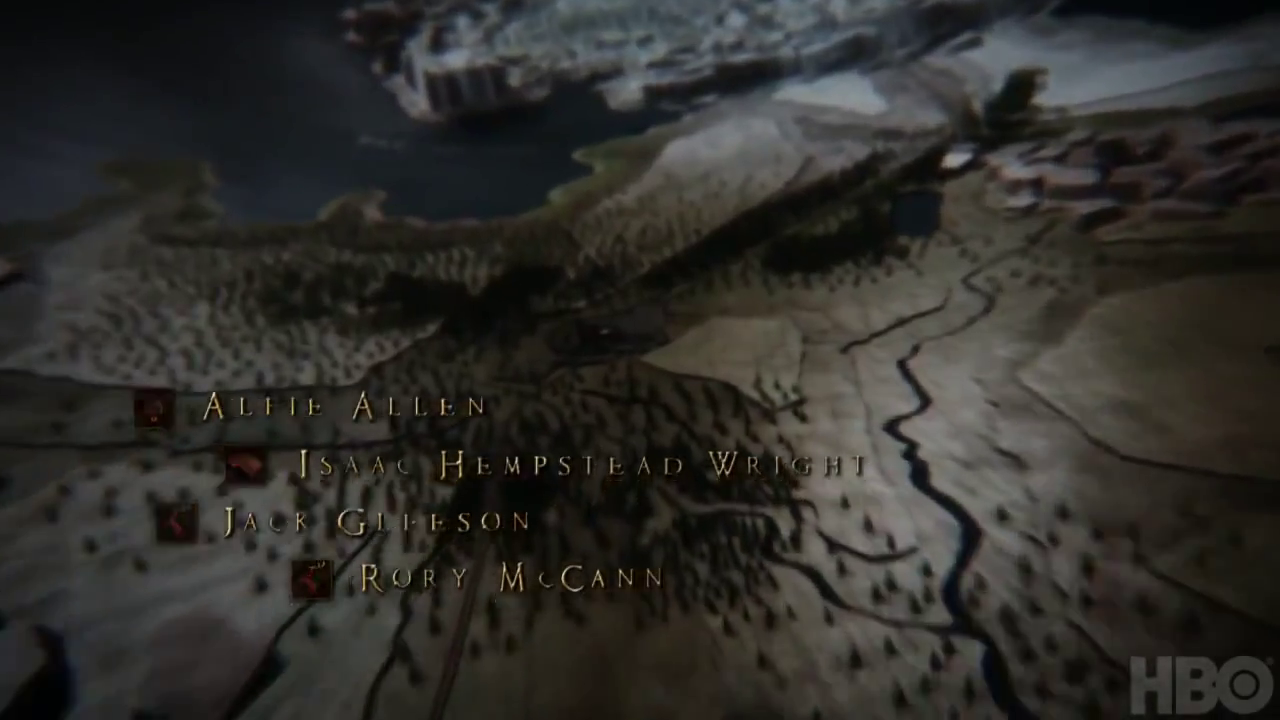 Alfie Allen
Isaac Hempstead Wright
Jack Gleeson
Rory McCann
HBO